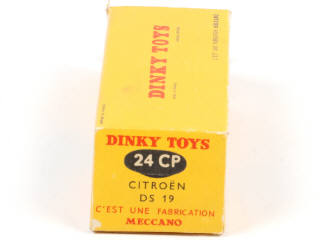 DINKY TOYS
DINKY TOYS
24 CP
CITROËN
DS 19
C'EST UNE FABRICATION
MECCANO